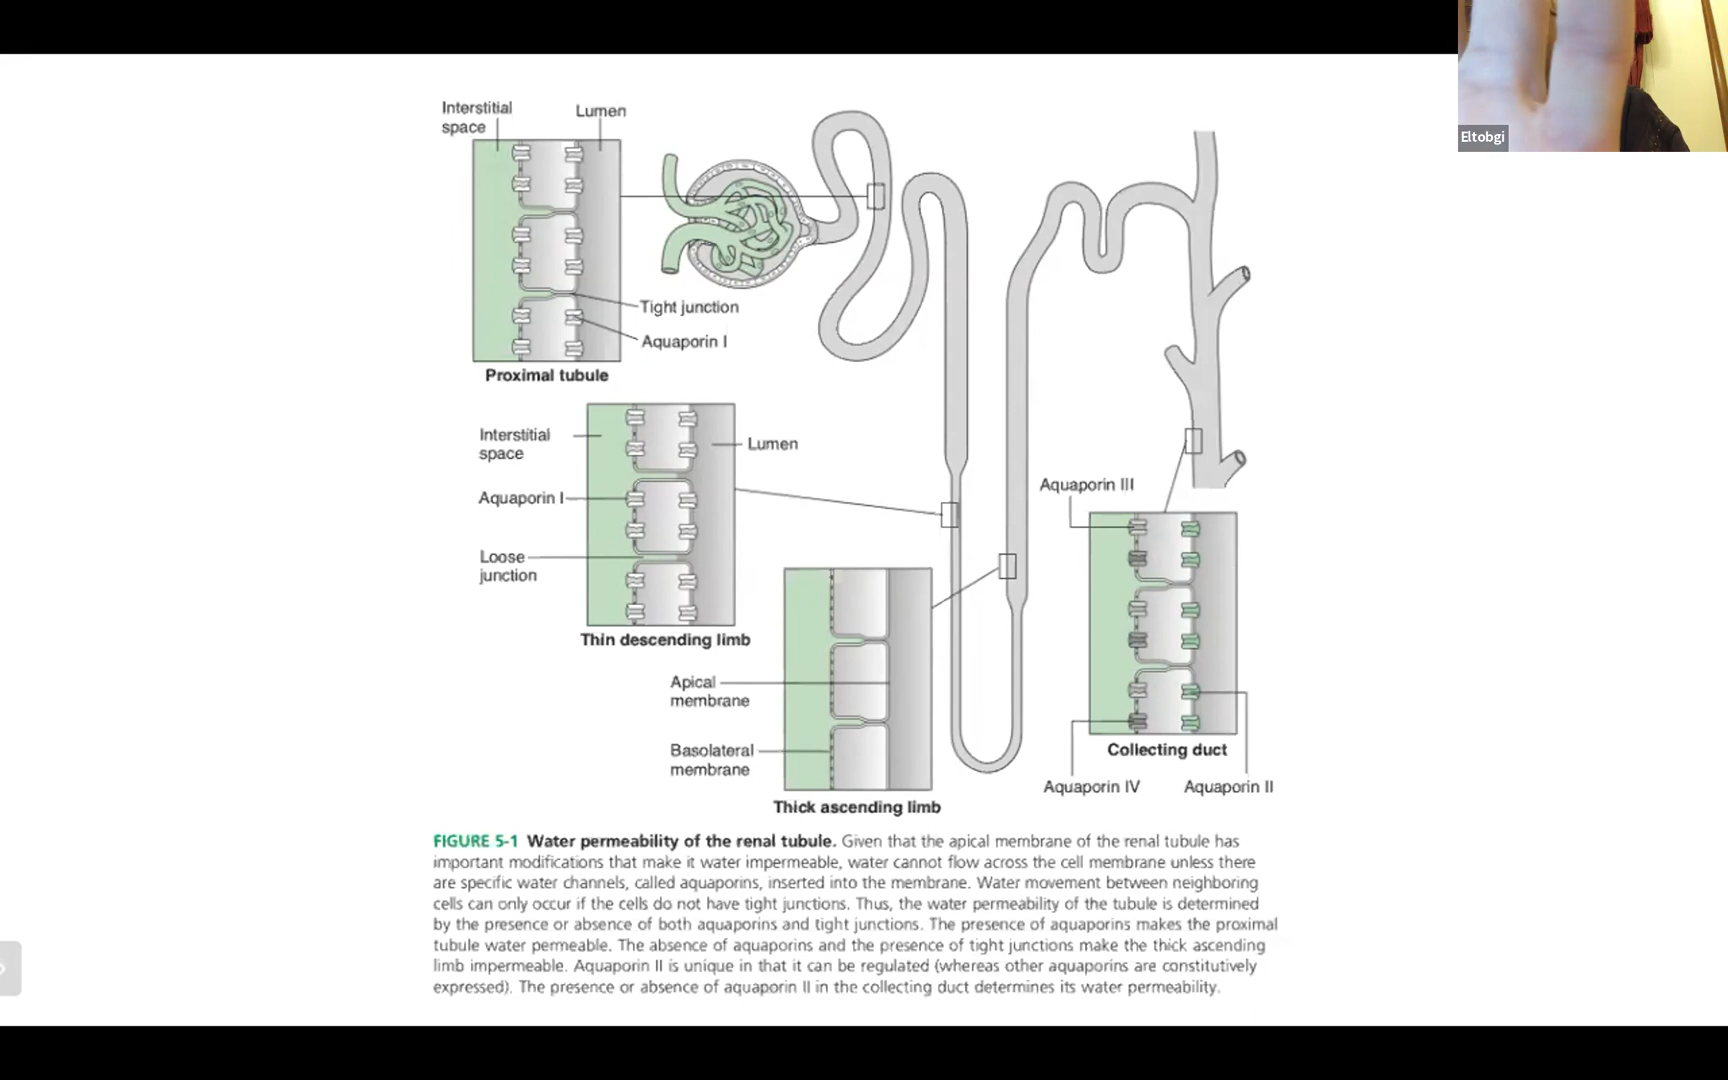 Eltobgi
Interstitial
space
Lumen
Tight junction
Aquaporin I
Proximal tubule
Interstitial
space
Lumen
Aquaporin I
Loose
junction
Thin descending limb
Apical
membrane
Basolateral
membrane
Thick ascending limb
Aquaporin III
Collecting duct
Aquaporin IV
Aquaporin II
FIGURE 5-1 Water permeability of the renal tubule. Given that the apical membrane of the renal tubule has
important modifications that make it water impermeable, water cannot flow across the cell membrane unless there
are specific water channels, called aquaporins, inserted into the membrane. Water movement between neighboring
cells can only occur if the cells do not have tight junctions. Thus, the water permeability of the tubule is determined
by the presence or absence of both aquaporins and tight junctions. The presence of aquaporins makes the proximal
tubule water permeable. The absence of aquaporins and the presence of tight junctions make the thick ascending
limb impermeable. Aquaporin II is unique in that it can be regulated (whereas other aquaporins are constitutively
expressed). The presence or absence of aquaporin II in the collecting duct determines its water permeability.